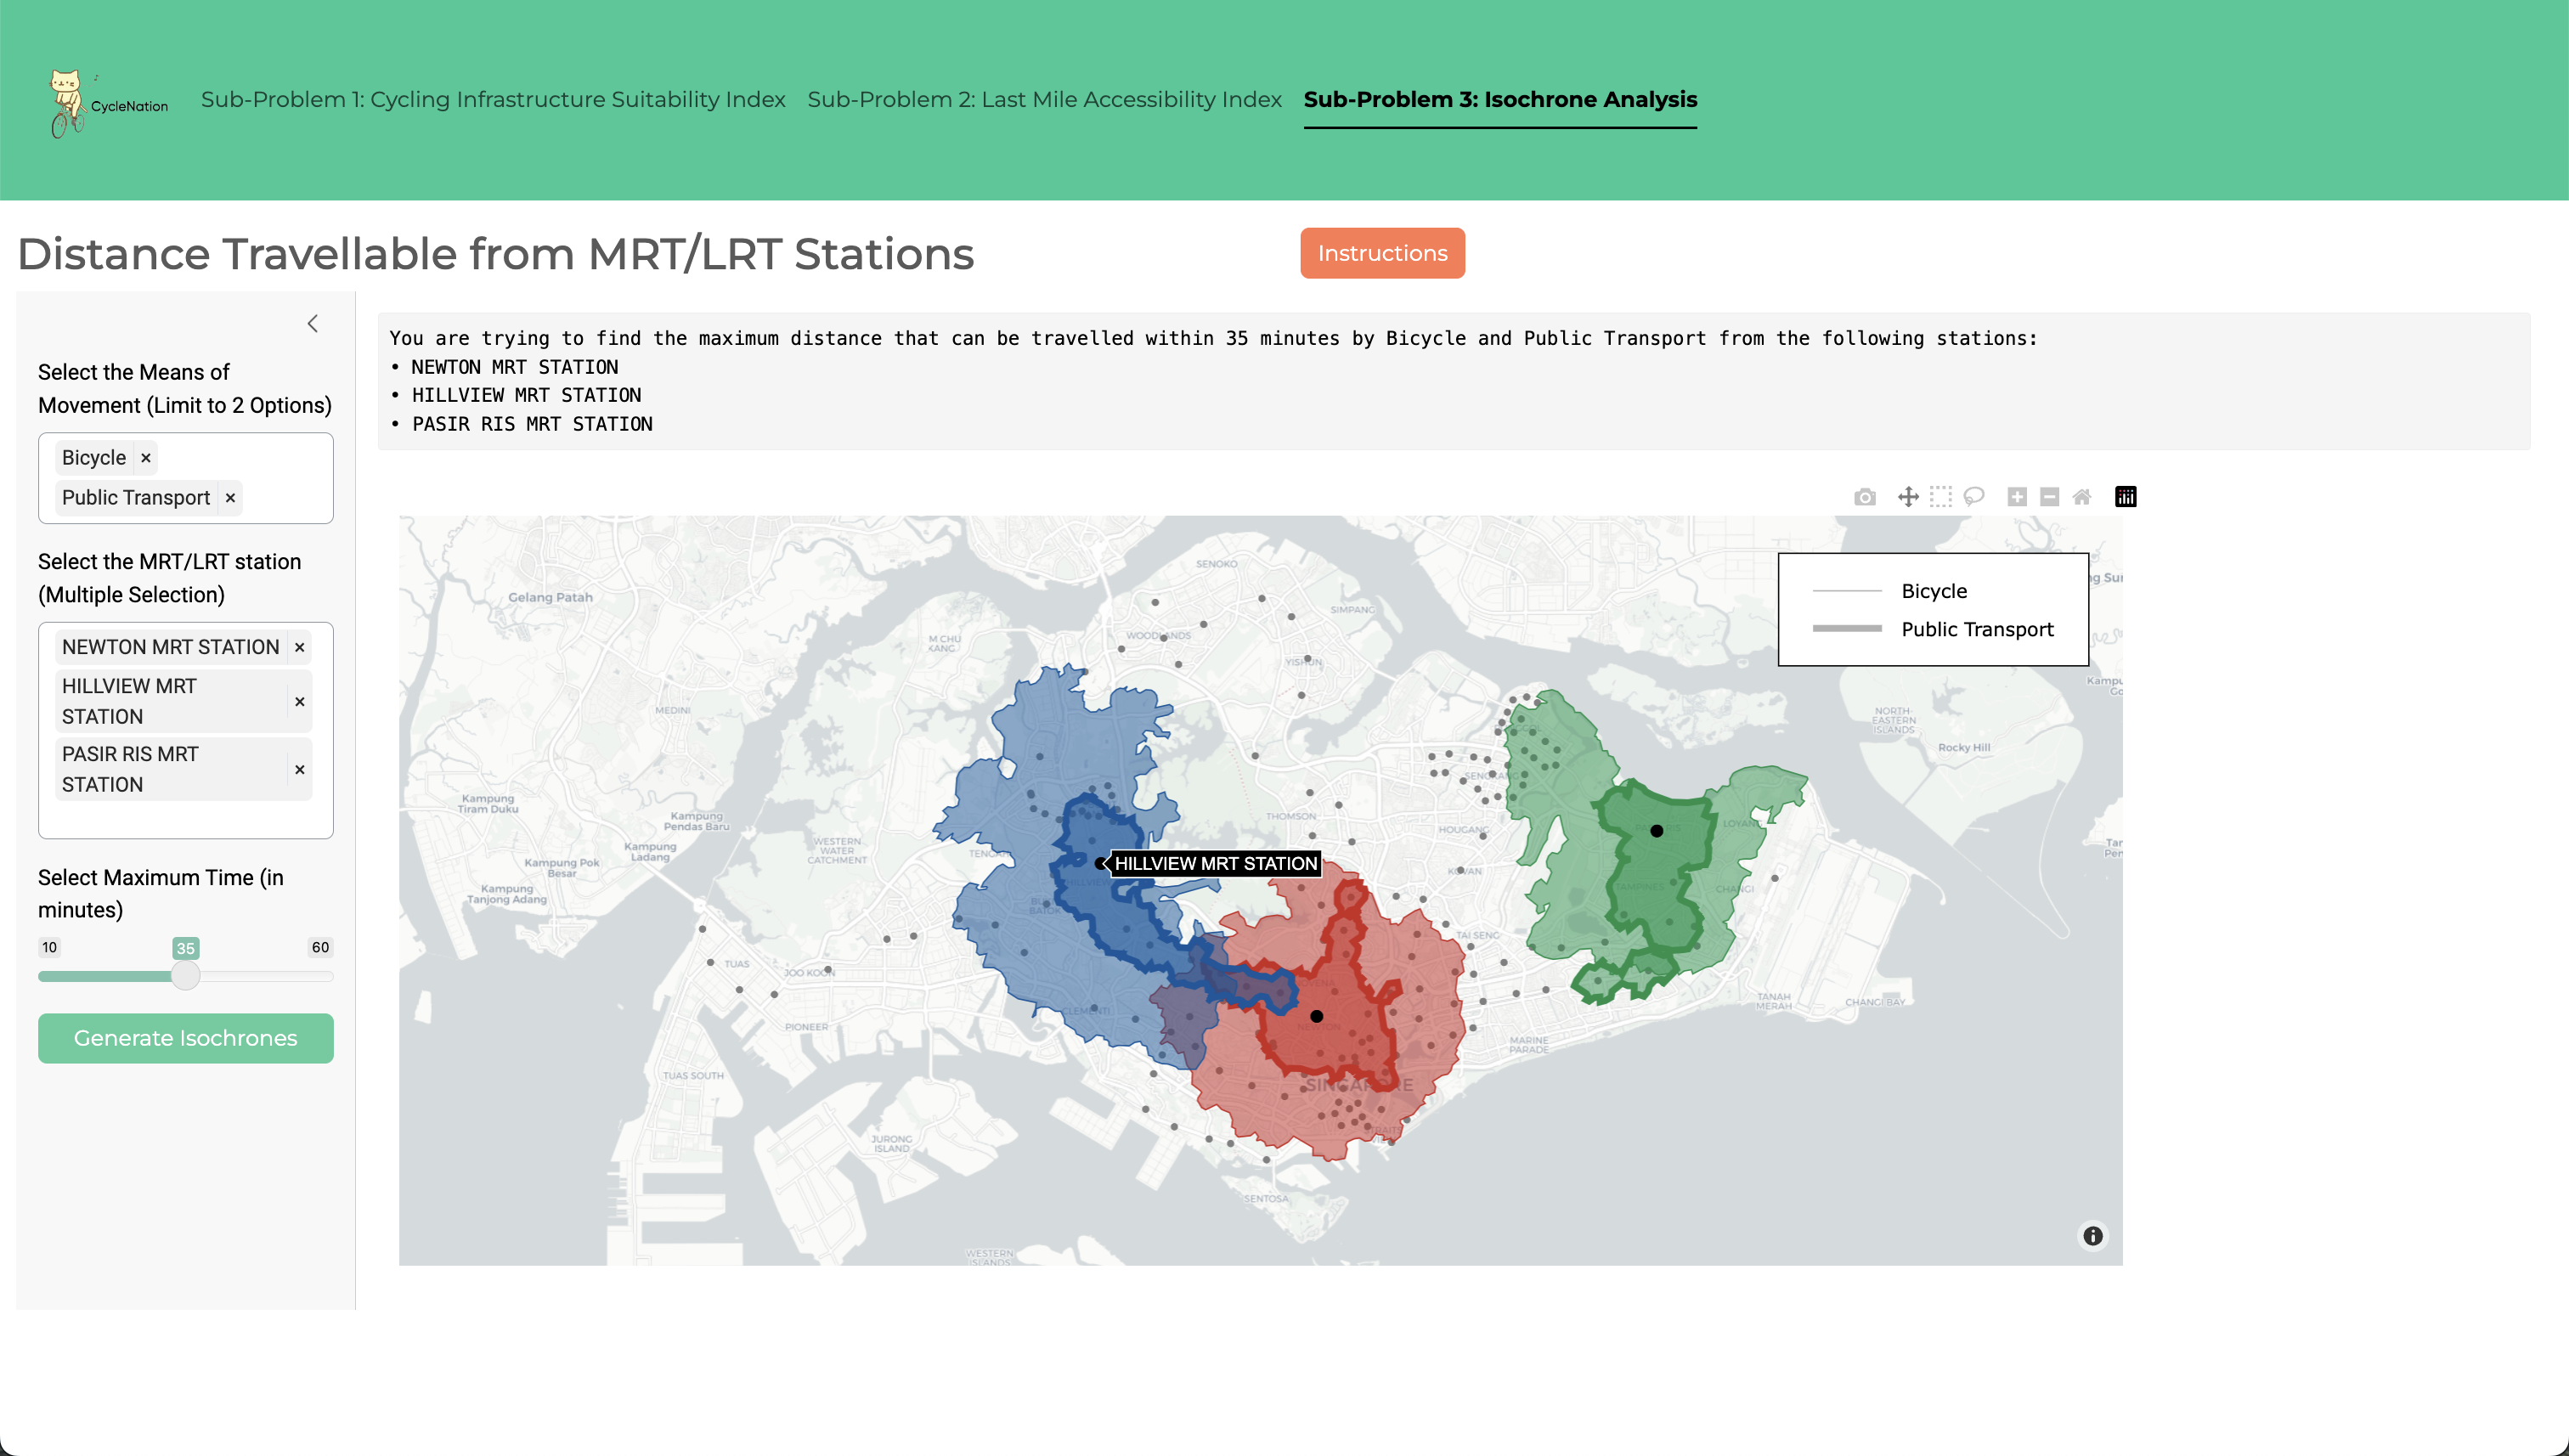 CycleNation
Sub-Problem 1: Cycling Infrastructure Suitability Index
Sub-Problem 2: Last Mile Accessibility Index
Sub-Problem 3: Isochrone Analysis
Distance Travellable from MRT/LRT Stations
Instructions
Select the Means of
Movement (Limit to 2 Options)
Bicycle ×
Public Transport ×
Select the MRT/LRT station
(Multiple Selection)
NEWTON MRT STATION ×
HILLVIEW MRT
STATION ×
PASIR RIS MRT
STATION ×
Select Maximum Time (in
minutes)
10
35
60
Generate Isochrones
You are trying to find the maximum distance that can be travelled within 35 minutes by Bicycle and Public Transport from the following stations:
• NEWTON MRT STATION
• HILLVIEW MRT STATION
• PASIR RIS MRT STATION
Bicycle
Public Transport
SENOKO
Gelang Patah
SIMPANG
M CHU
KANG
WOODLANDS
YISHUN
MEDINI
NORTH-
EASTERN
ISLANDS
Rocky Hill
Kampung
Tiram Duku
Kampung
Pendas Baru
THOMSON
HOUGANG
LOYANG
WESTERN
WATER
CATCHMENT
Kampung
Ladang
Kampung Pok
Besar
HILLVIEW MRT STATION
Kampung
Tanjong Adang
TAMPINES
CHANGI
TAI SENG
TUAS
JOO KOON
TANAH
MERAH
CHANGI BAY
CLEMENTI
PIONEER
MARINE
PARADE
TUAS SOUTH
SINGAPORE
JURONG
ISLAND
SENTOSA
WESTERN
ISLANDS